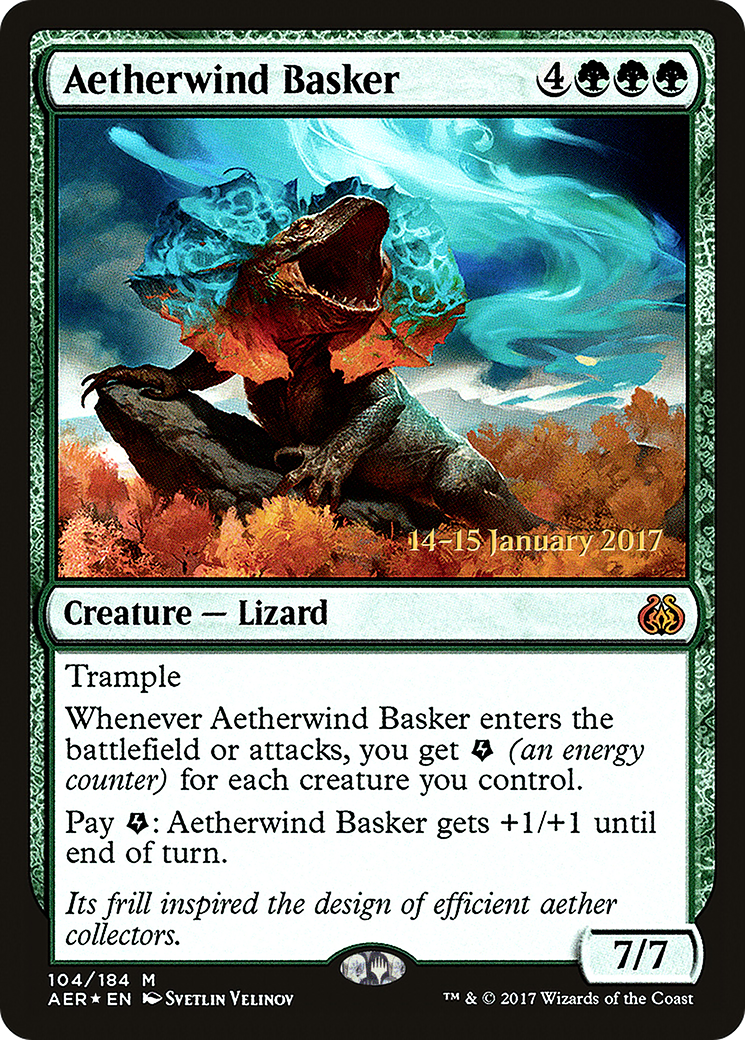 Aetherwind Basker 4
14–15 January 2017
Creature — Lizard
Trample
Whenever Aetherwind Basker enters the
battlefield or attacks, you get (an energy
counter) for each creature you control.
Pay : Aetherwind Basker gets +1/+1 until
end of turn.
Its frill inspired the design of efficient aether
collectors.
7/7
104/184 M
AER★EN Svetlin Velinov
™ & © 2017 Wizards of the Coast